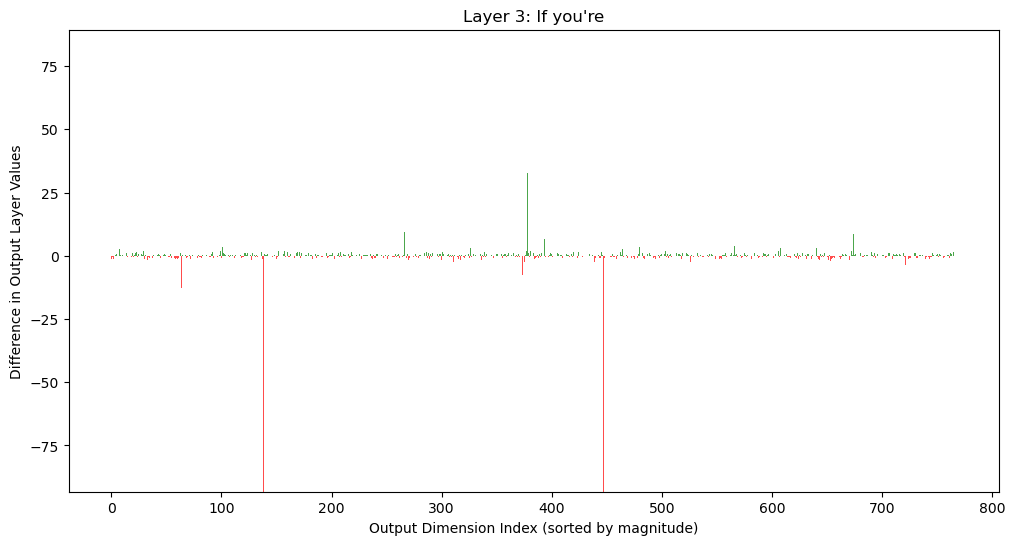 Layer 3: If you're
Difference in Output Layer Values
75
50
25
0
−25
−50
−75
0 100 200 300 400 500 600 700 800
Output Dimension Index (sorted by magnitude)